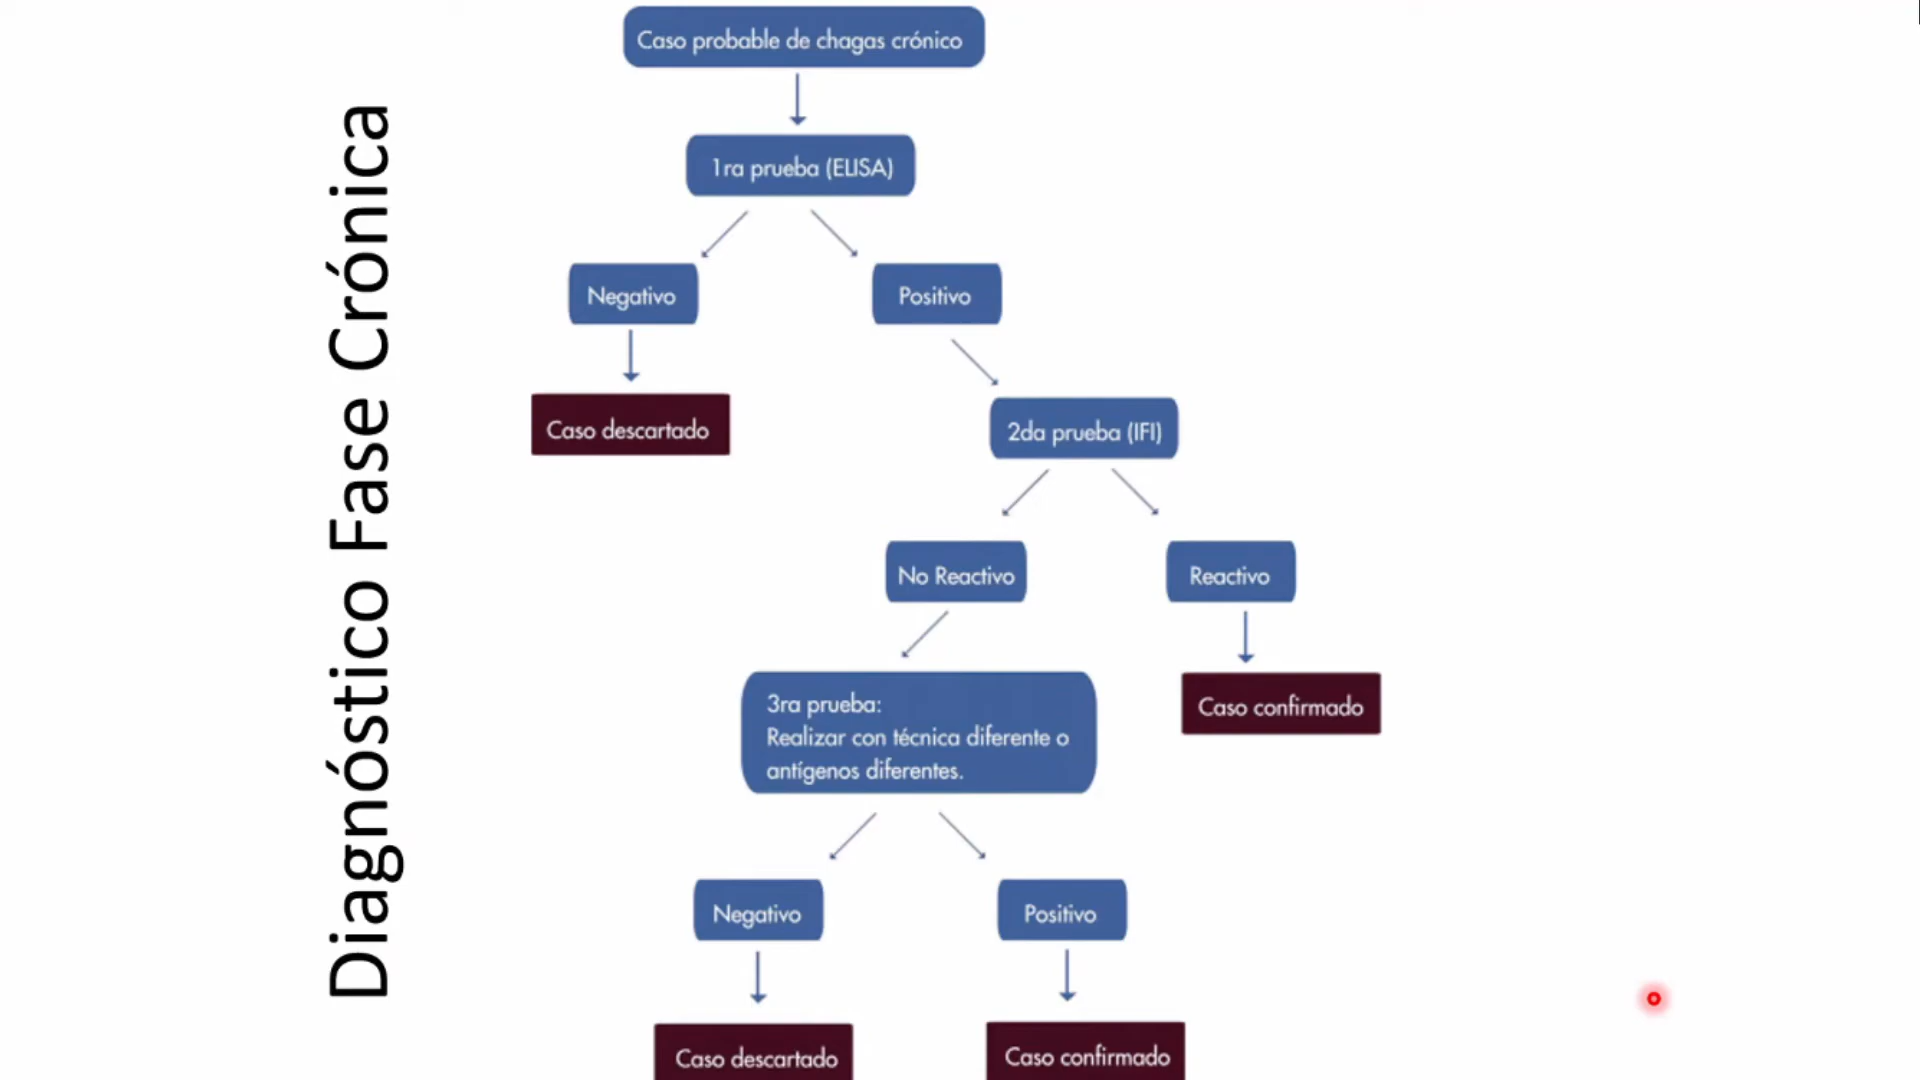 Diagnóstico Fase Crónica
Caso probable de chagas crónico
1ra prueba (ELISA)
Negativo
Positivo
Caso descartado
2da prueba (IFI)
No Reactivo
Reactivo
3ra prueba:
Realizar con técnica diferente o
antígenos diferentes.
Caso confirmado
Negativo
Positivo
Caso descartado
Caso confirmado